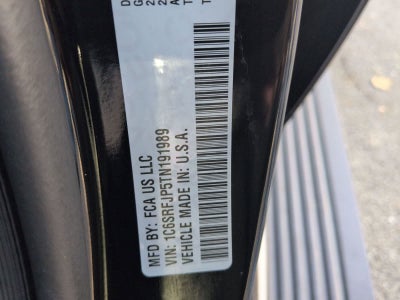 MFD BY: FCA US LLC
VIN: 1C6SRFJP5TN191989
VEHICLE MADE IN: U.S.A.